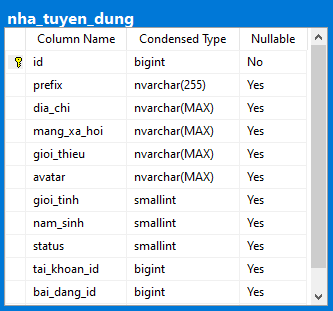 nha_tuyen_dung
Column Name Condensed Type Nullable
id bigint No
prefix nvarchar(255) Yes
dia_chi nvarchar(MAX) Yes
mang_xa_hoi nvarchar(MAX) Yes
gioi_thieu nvarchar(MAX) Yes
avatar nvarchar(MAX) Yes
gioi_tinh smallint Yes
nam_sinh smallint Yes
status smallint Yes
tai_khoan_id bigint Yes
bai_dang_id bigint Yes